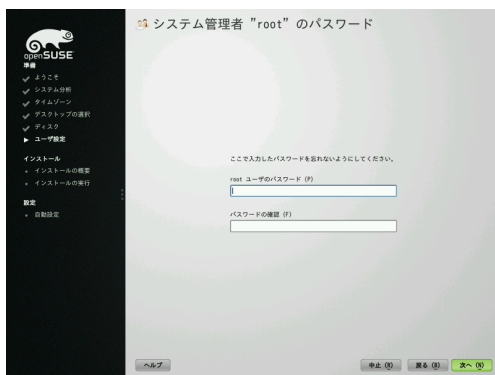 openSUSE
準備
ようこそ
システム分析
タイムゾーン
デスクトップの選択
ディスク
ユーザ設定
インストール
インストールの概要
インストールの実行
設定
自動設定
システム管理者 "root" のパスワード
ここで入力したパスワードを忘れないようにしてください。
root ユーザのパスワード (P)
パスワードの確認 (F)
ヘルプ
中止 (R)
戻る (B)
次へ (N)